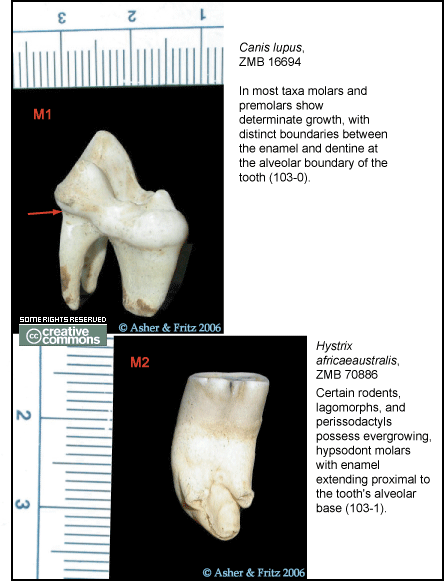 3 2 1
Canis lupus,
ZMB 16694
In most taxa molars and
premolars show
determinate growth, with
distinct boundaries between
the enamel and dentine at
the alveolar boundary of the
tooth (103-0).
M1
SOME RIGHTS RESERVED
cc creative
commons
© Asher & Fritz 2006
M2
2
3
Hystrix
africaeaustralis,
ZMB 70886
Certain rodents,
lagomorphs, and
perissodactyls
possess evergrowing,
hypsodont molars
with enamel
extending proximal to
the tooth's alveolar
base (103-1).
© Asher & Fritz 2006